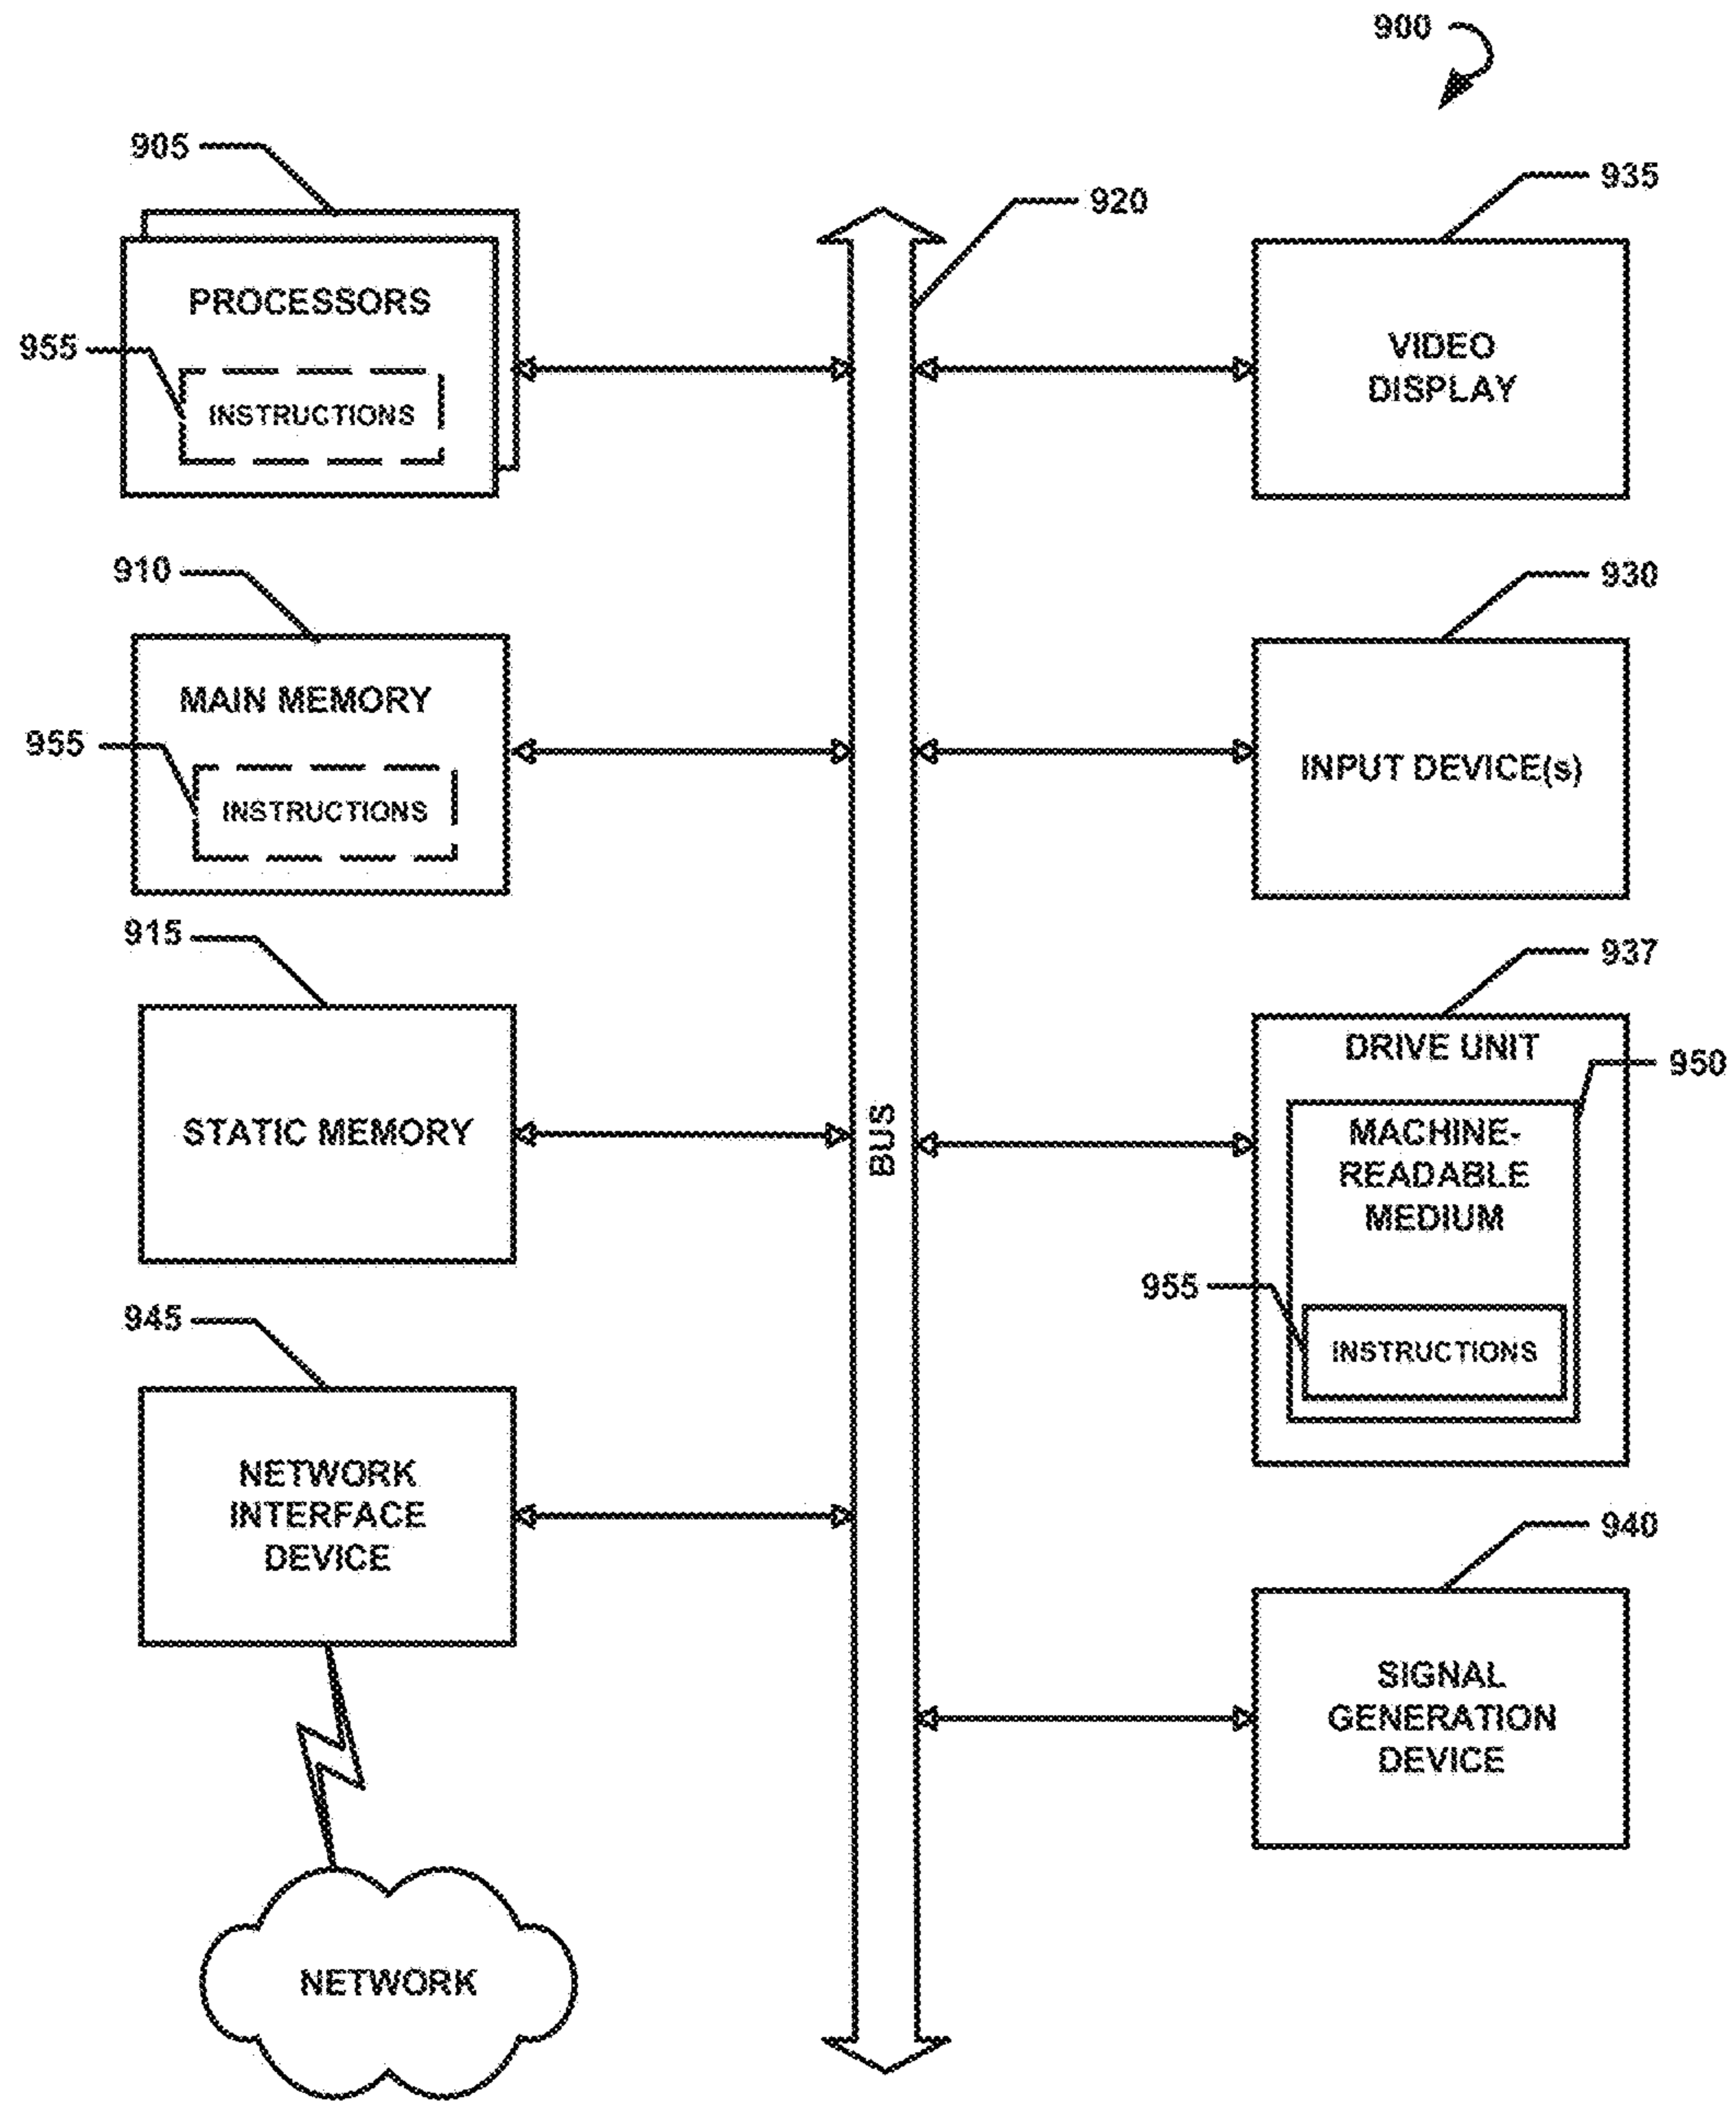 900
905
PROCESSORS
955
INSTRUCTIONS
910
MAIN MEMORY
955
INSTRUCTIONS
915
STATIC MEMORY
945
NETWORK
INTERFACE
DEVICE
NETWORK
920
BUS
935
VIDEO
DISPLAY
930
INPUT DEVICE(s)
937
DRIVE UNIT
950
MACHINE-
READABLE
MEDIUM
955
INSTRUCTIONS
940
SIGNAL
GENERATION
DEVICE